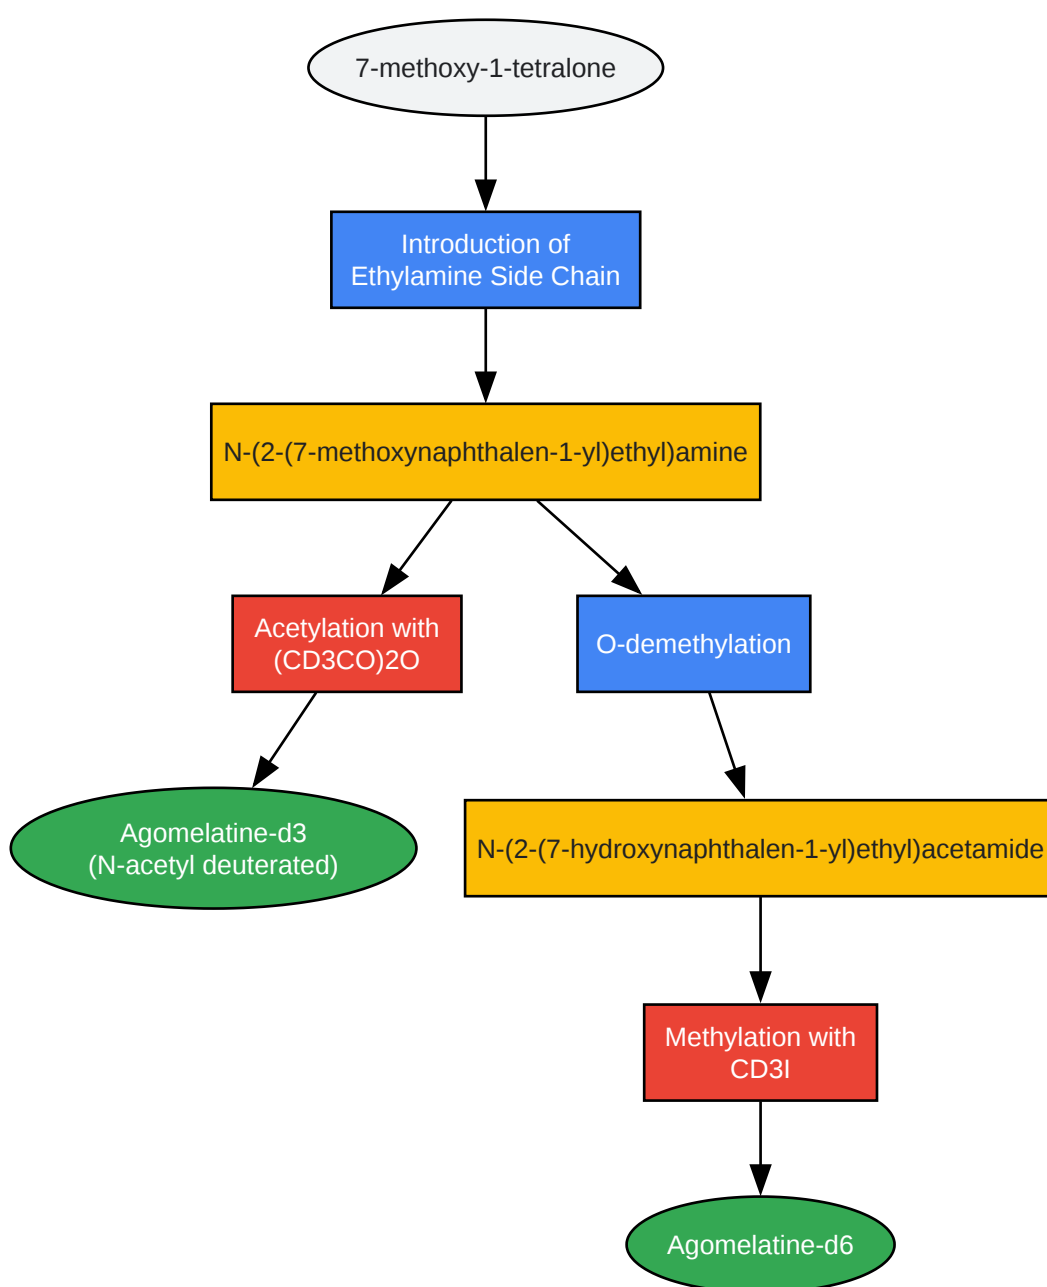 7-methoxy-1-tetralone
Introduction of
Ethylamine Side Chain
N-(2-(7-methoxynaphthalen-1-yl)ethyl)amine
Acetylation with
(CD3CO)2O
O-demethylation
Agomelatine-d3
(N-acetyl deuterated)
N-(2-(7-hydroxynaphthalen-1-yl)ethyl)acetamide
Methylation with
CD3I
Agomelatine-d6